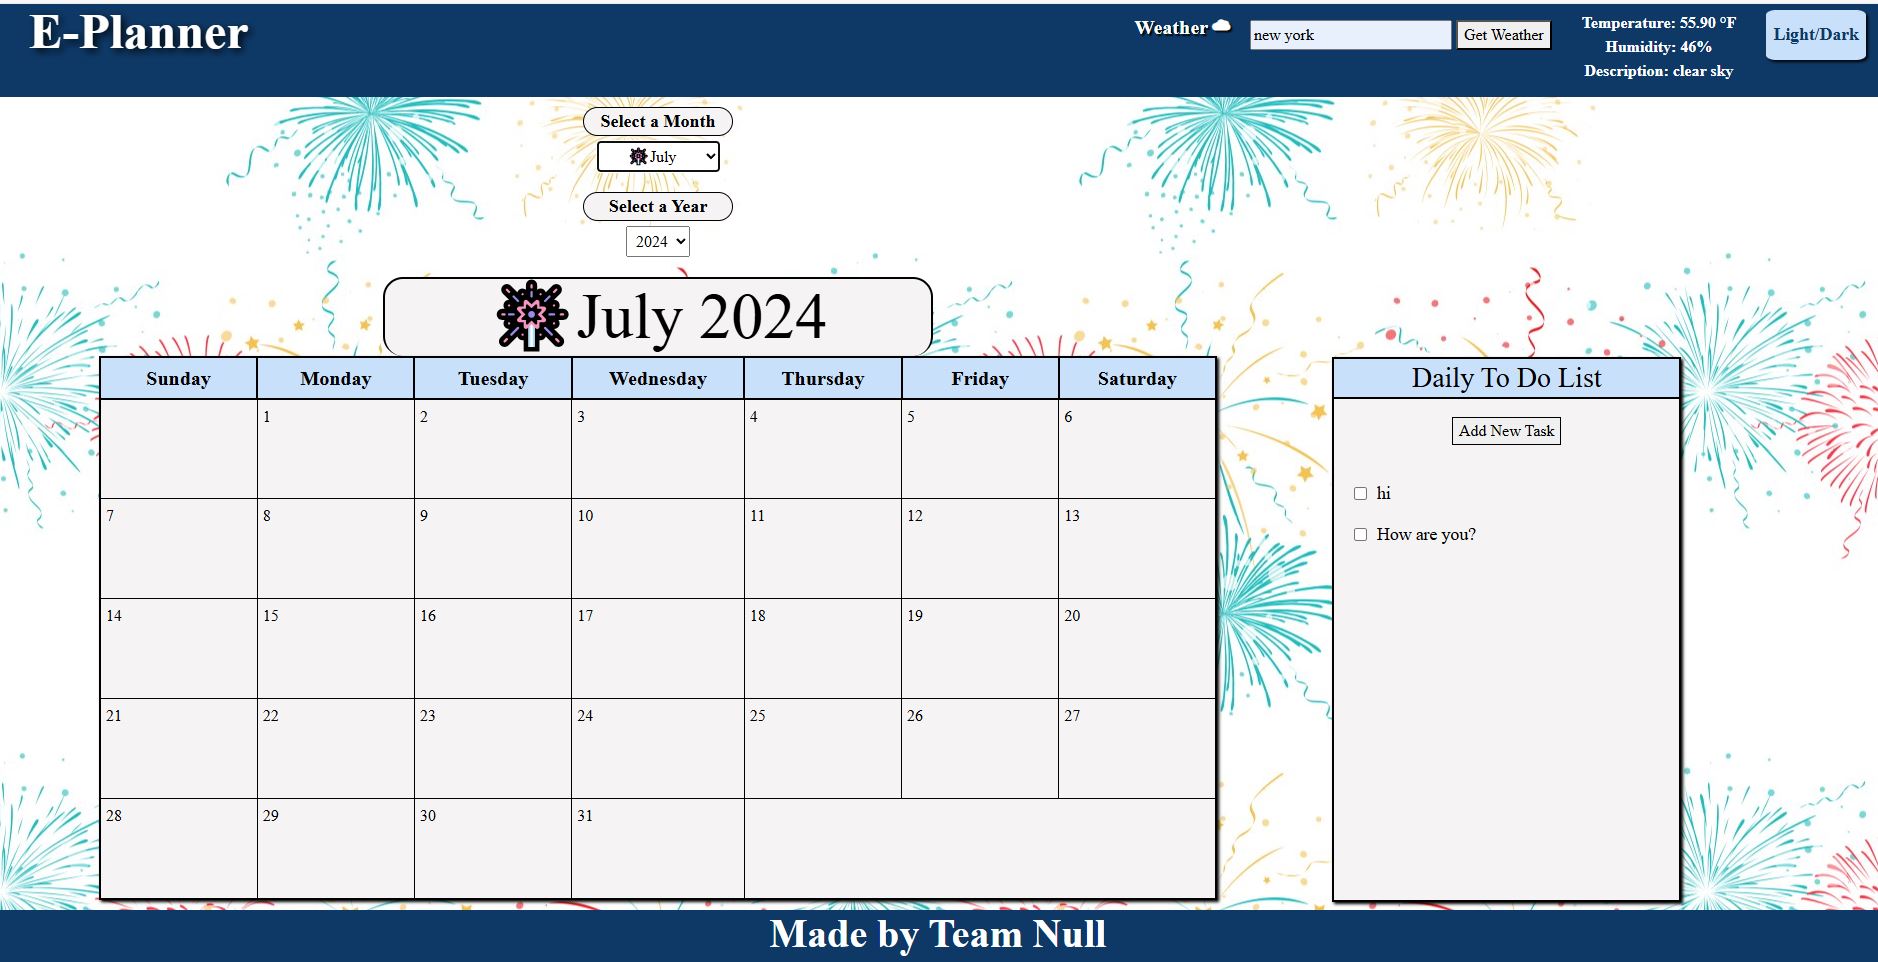 E-Planner
Weather
new york
Get Weather
Temperature: 55.90 °F
Humidity: 46%
Description: clear sky
Light/Dark
Select a Month
July
Select a Year
2024
July 2024
Sunday Monday Tuesday Wednesday Thursday Friday Saturday
1 2 3 4 5 6
7 8 9 10 11 12 13
14 15 16 17 18 19 20
21 22 23 24 25 26 27
28 29 30 31
Daily To Do List
Add New Task
hi
How are you?
Made by Team Null